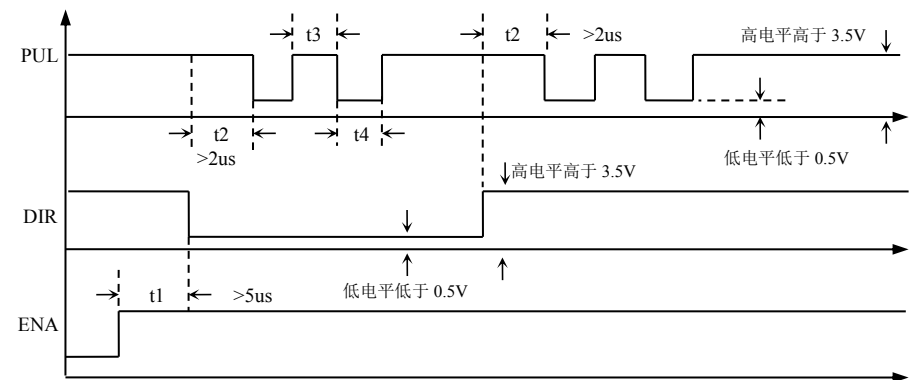 t3
t2
>2us
高电平高于 3.5V
PUL
t2
t4
>2us
低电平低于 0.5V
高电平高于 3.5V
DIR
低电平低于 0.5V
t1
>5us
ENA